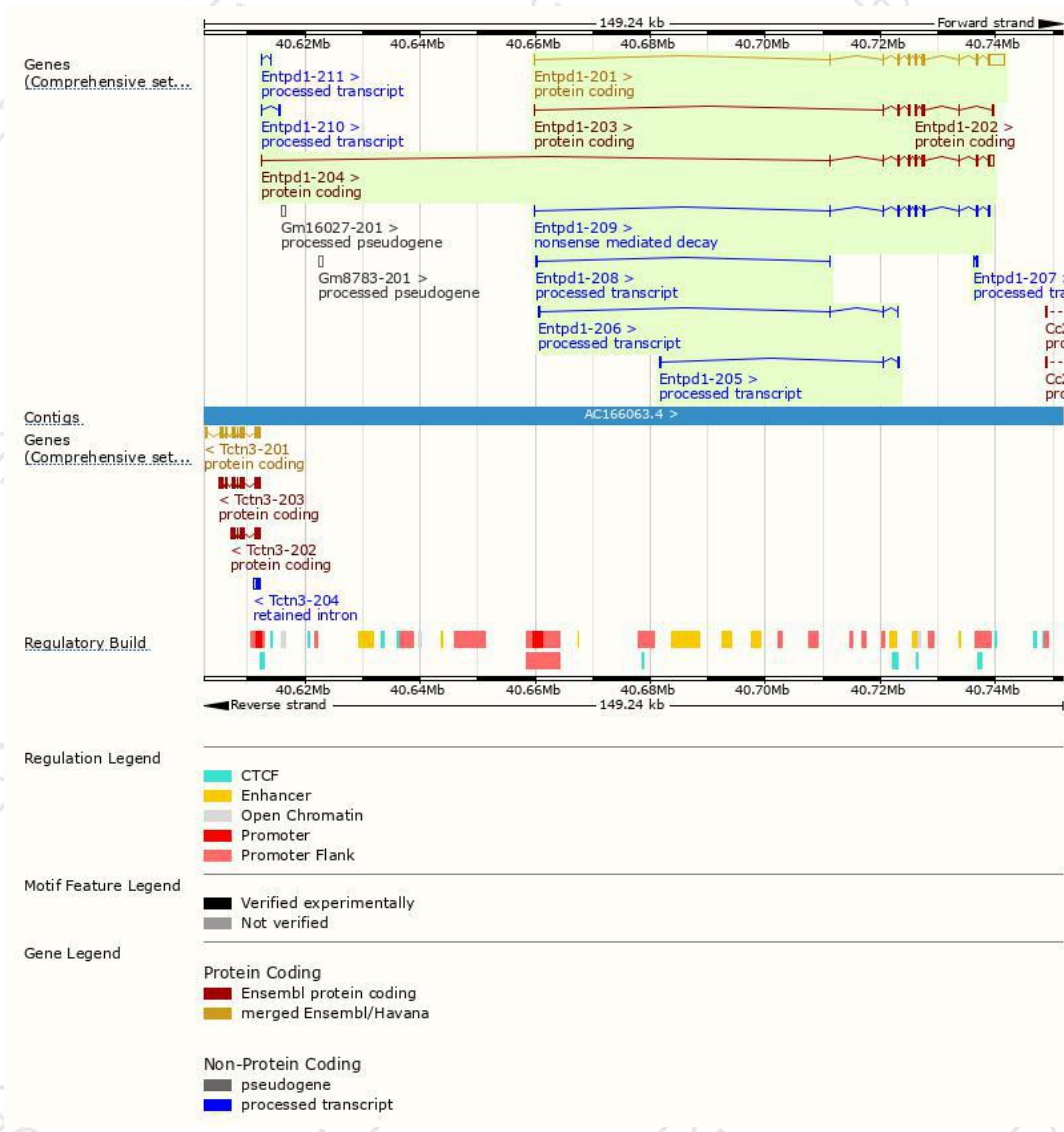 149.24 kb
Forward strand
40.62Mb 40.64Mb 40.66Mb 40.68Mb 40.70Mb 40.72Mb 40.74Mb
Genes
(Comprehensive set...
Entpd1-211 >
processed transcript
Entpd1-201 >
protein coding
Entpd1-210 >
processed transcript
Entpd1-203 >
protein coding
Entpd1-202 >
protein coding
Entpd1-204 >
protein coding
Gm16027-201 >
processed pseudogene
Entpd1-209 >
nonsense mediated decay
Gm8783-201 >
processed pseudogene
Entpd1-208 >
processed transcript
Entpd1-207 >
processed tra
Entpd1-206 >
processed transcript
Cc2
pro
Entpd1-205 >
processed transcript
Cc2
pro
Contigs
AC166063.4 >
Genes
(Comprehensive set...
< Tctn3-201
protein coding
< Tctn3-203
protein coding
< Tctn3-202
protein coding
< Tctn3-204
retained intron
Regulatory Build
40.62Mb 40.64Mb 40.66Mb 40.68Mb 40.70Mb 40.72Mb 40.74Mb
Reverse strand
149.24 kb
Regulation Legend
CTCF
Enhancer
Open Chromatin
Promoter
Promoter Flank
Motif Feature Legend
Verified experimentally
Not verified
Gene Legend
Protein Coding
Ensembl protein coding
merged Ensembl/Havana
Non-Protein Coding
pseudogene
processed transcript